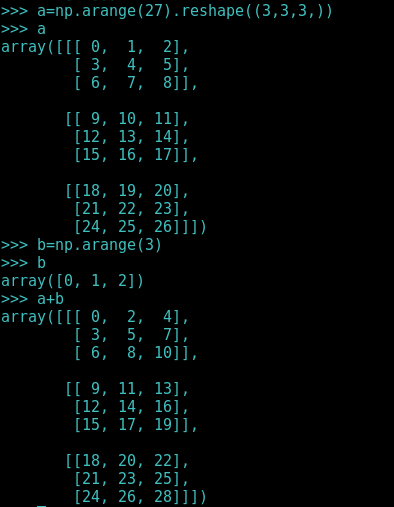 >>> a=np.arange(27).reshape((3,3,3,))
>>> a
array([[[ 0,  1,  2],
        [ 3,  4,  5],
        [ 6,  7,  8]],

       [[ 9, 10, 11],
        [12, 13, 14],
        [15, 16, 17]],

       [[18, 19, 20],
        [21, 22, 23],
        [24, 25, 26]]])
>>> b=np.arange(3)
>>> b
array([0, 1, 2])
>>> a+b
array([[[ 0,  2,  4],
        [ 3,  5,  7],
        [ 6,  8, 10]],

       [[ 9, 11, 13],
        [12, 14, 16],
        [15, 17, 19]],

       [[18, 20, 22],
        [21, 23, 25],
        [24, 26, 28]]])